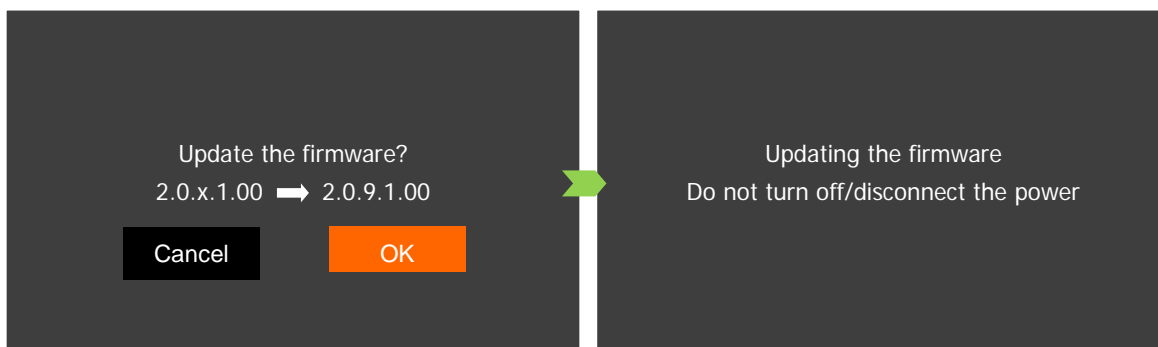 Update the firmware?
2.0.x.1.00 ➡ 2.0.9.1.00
Cancel
OK
Updating the firmware
Do not turn off/disconnect the power